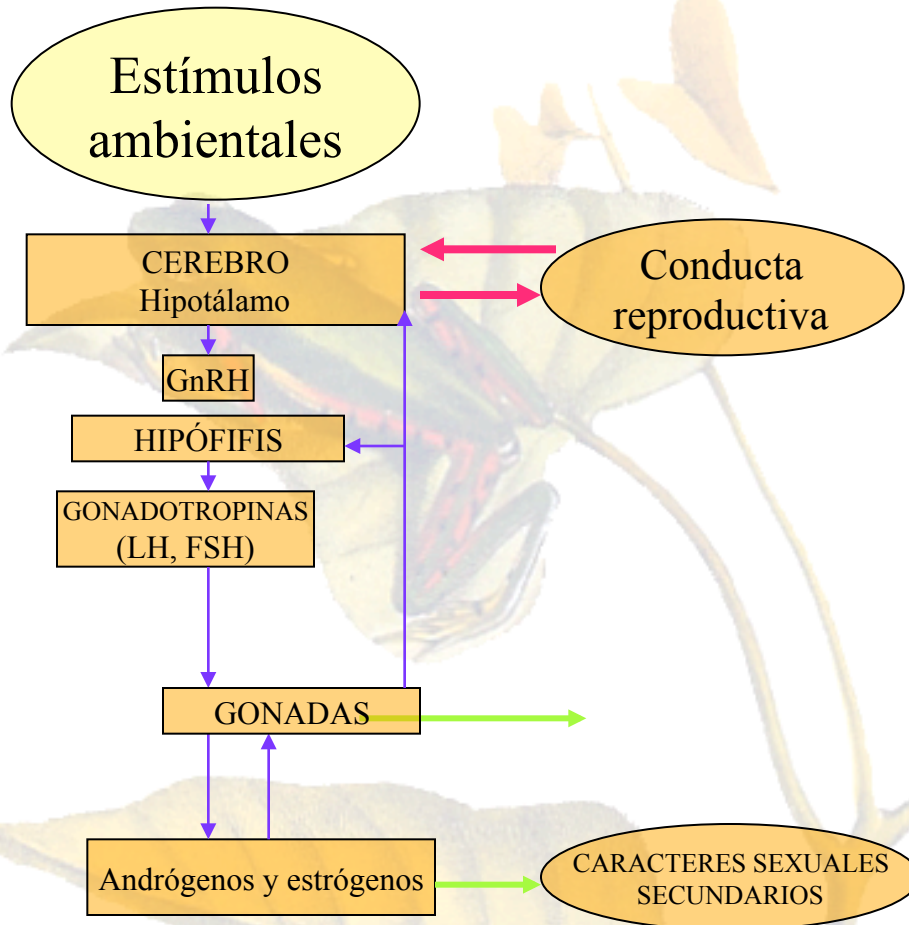 Estímulos
ambientales
CEREBRO
Hipotálamo
Conducta
reproductiva
GnRH
HIPÓFIFIS
GONADOTROPINAS
(LH, FSH)
GONADAS
Andrógenos y estrógenos
CARACTERES SEXUALES
SECUNDARIOS